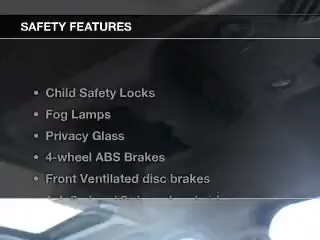 SAFETY FEATURES
• Child Safety Locks
• Fog Lamps
• Privacy Glass
• 4-wheel ABS Brakes
• Front Ventilated disc brakes